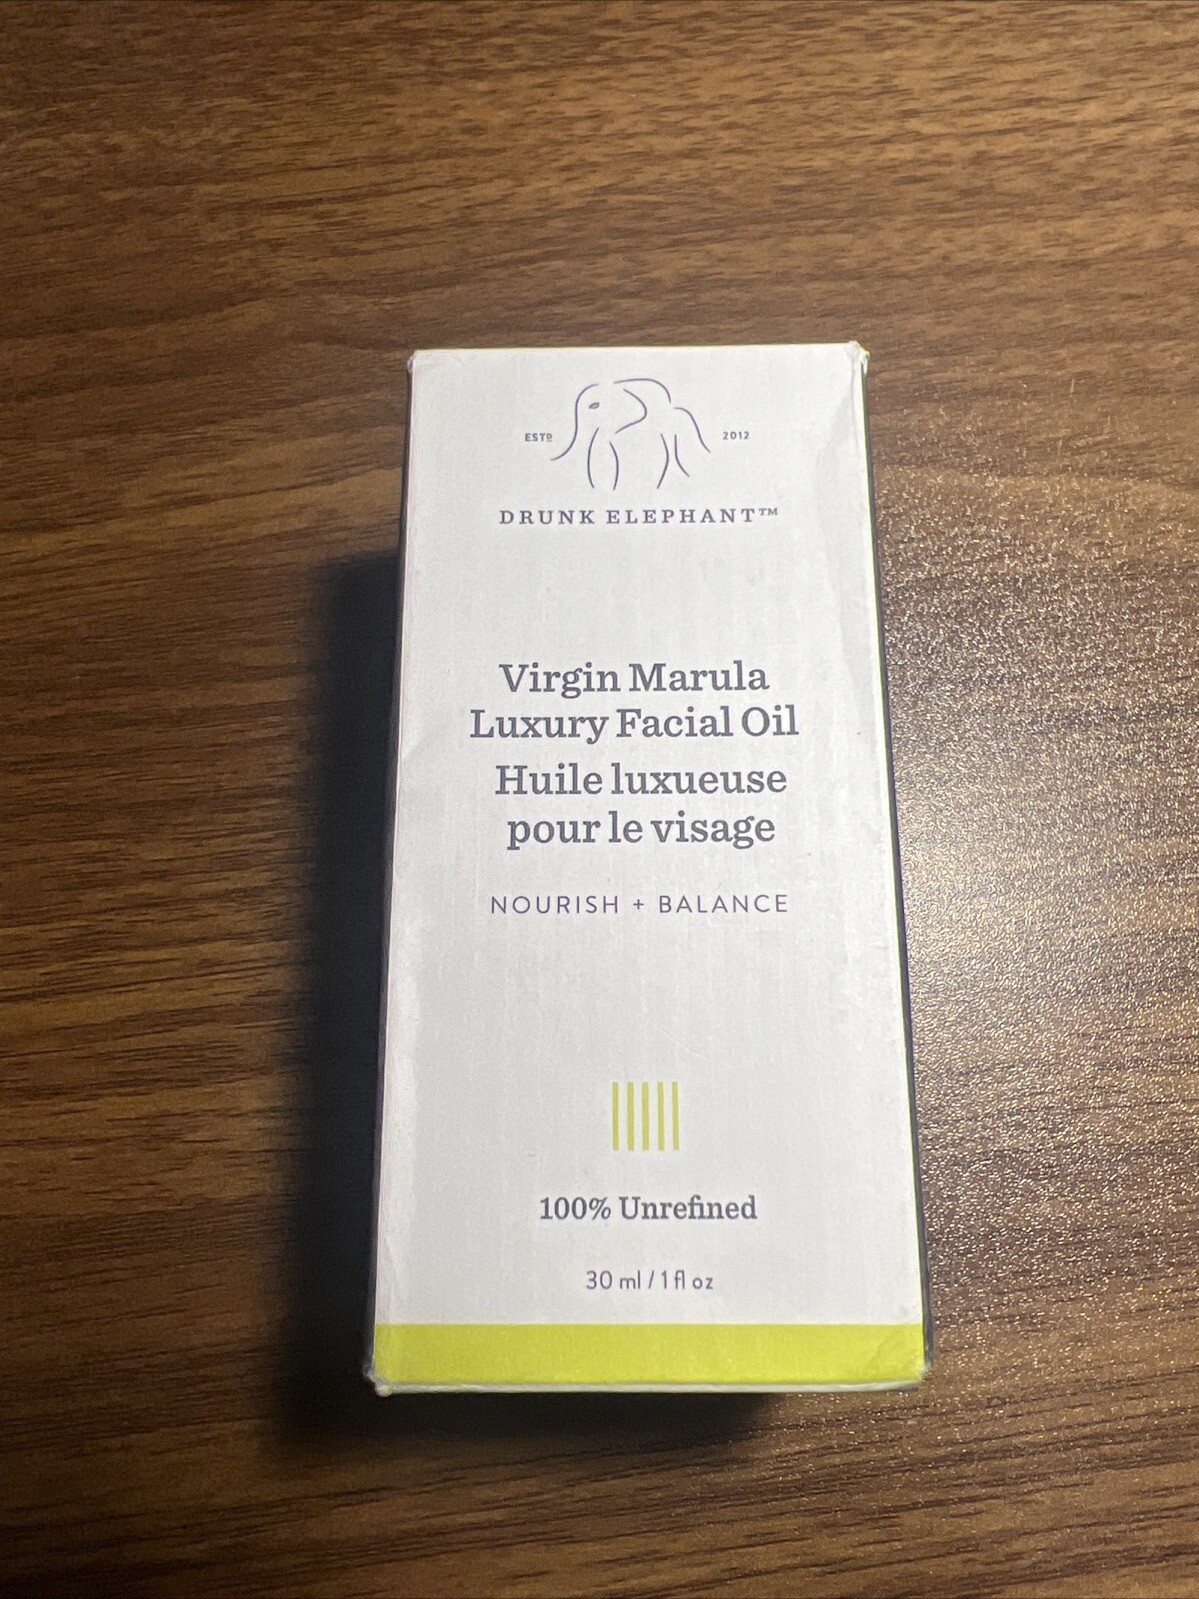 ESTD 2012
DRUNK ELEPHANT™
Virgin Marula
Luxury Facial Oil
Huile luxueuse
pour le visage
NOURISH + BALANCE
100% Unrefined
30 ml / 1 fl oz